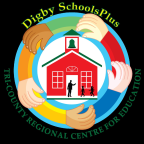 Digby SchoolsPlus
TRI-COUNTY REGIONAL CENTRE FOR EDUCATION